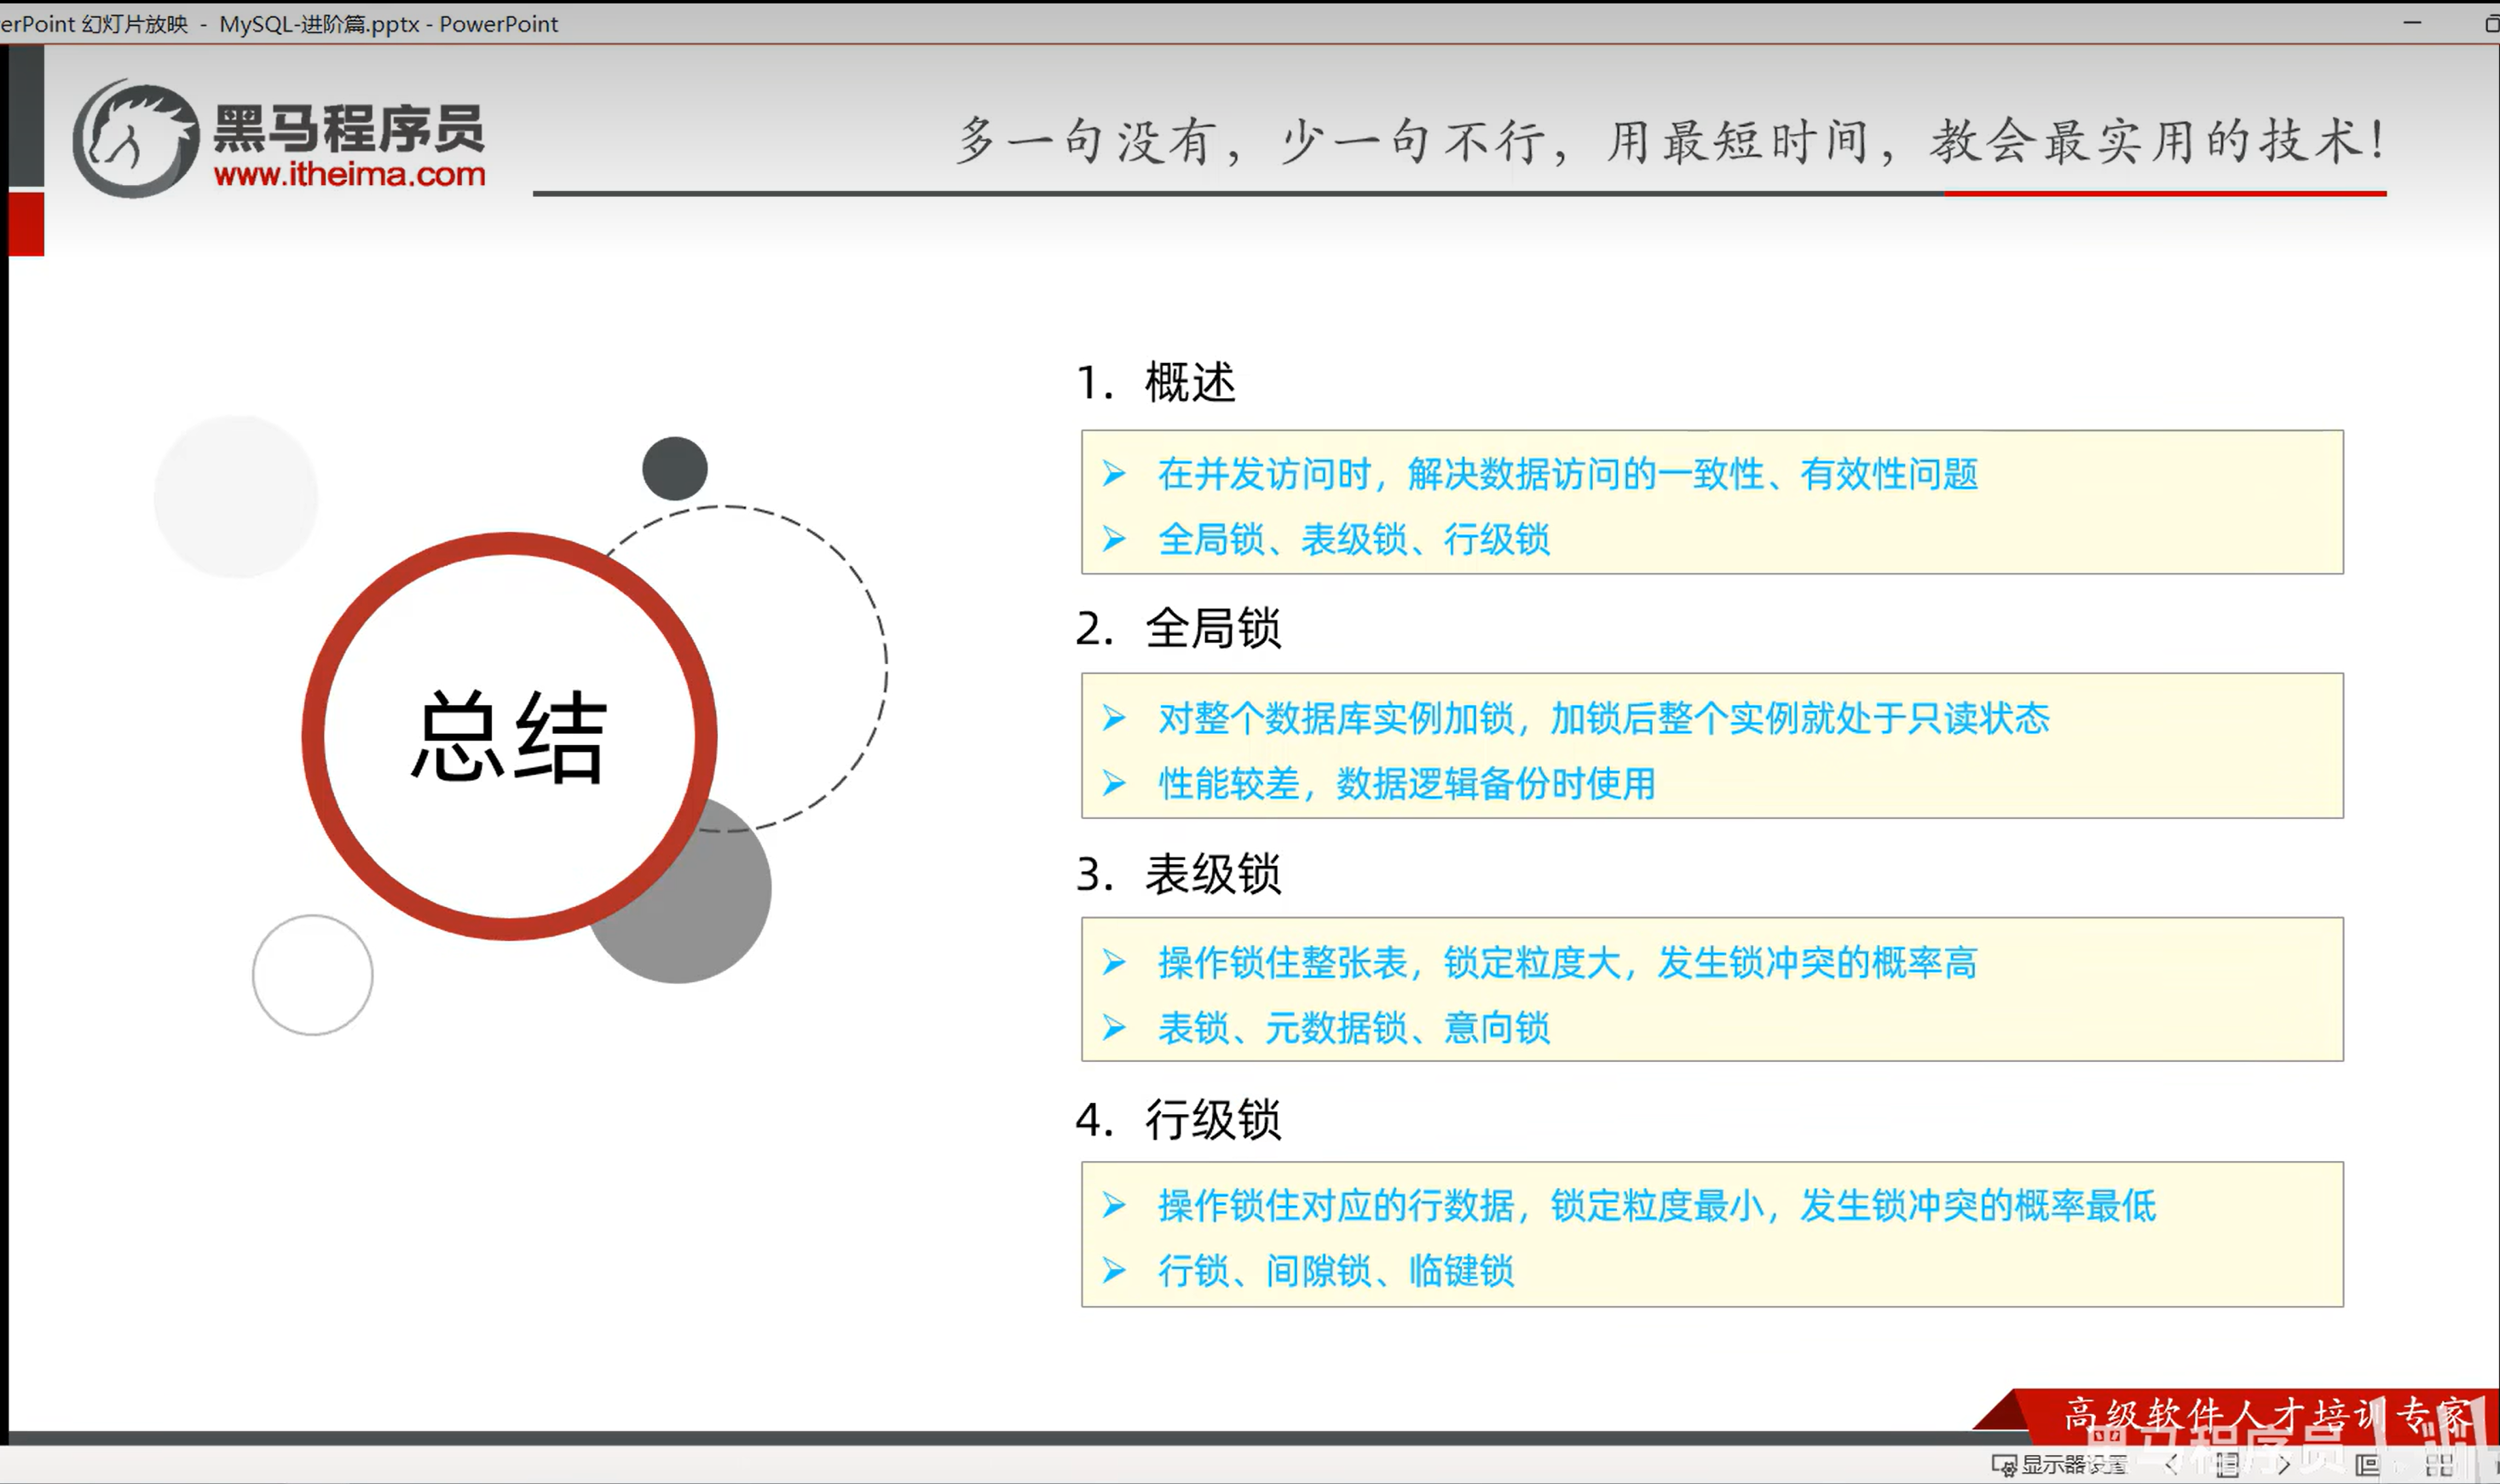 erPoint 幻灯片放映 - MySQL-进阶篇.pptx - PowerPoint
黑马程序员
www.itheima.com
多一句没有，少一句不行，用最短时间，教会最实用的技术！
总结
1. 概述
➢ 在并发访问时，解决数据访问的一致性、有效性问题
➢ 全局锁、表级锁、行级锁
2. 全局锁
➢ 对整个数据库实例加锁，加锁后整个实例就处于只读状态
➢ 性能较差，数据逻辑备份时使用
3. 表级锁
➢ 操作锁住整张表，锁定粒度大，发生锁冲突的概率高
➢ 表锁、元数据锁、意向锁
4. 行级锁
➢ 操作锁住对应的行数据，锁定粒度最小，发生锁冲突的概率最低
➢ 行锁、间隙锁、临键锁
高级软件人才培训专家
黑马程序员
显示器设置